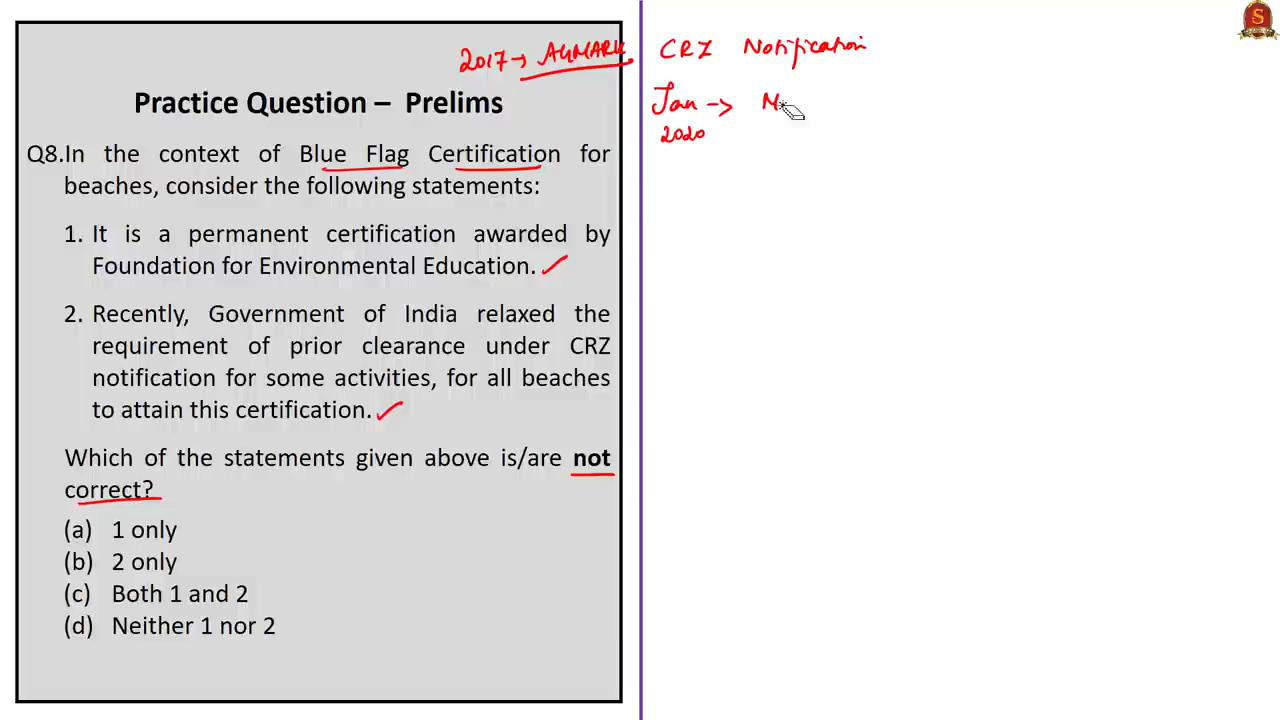 2017 → AGMARK
Practice Question – Prelims
Q8.In the context of Blue Flag Certification for
beaches, consider the following statements:
1. It is a permanent certification awarded by
Foundation for Environmental Education.
2. Recently, Government of India relaxed the
requirement of prior clearance under CRZ
notification for some activities, for all beaches
to attain this certification.
Which of the statements given above is/are not
correct?
(a) 1 only
(b) 2 only
(c) Both 1 and 2
(d) Neither 1 nor 2
CRZ Notification
Jan → M
2020
S